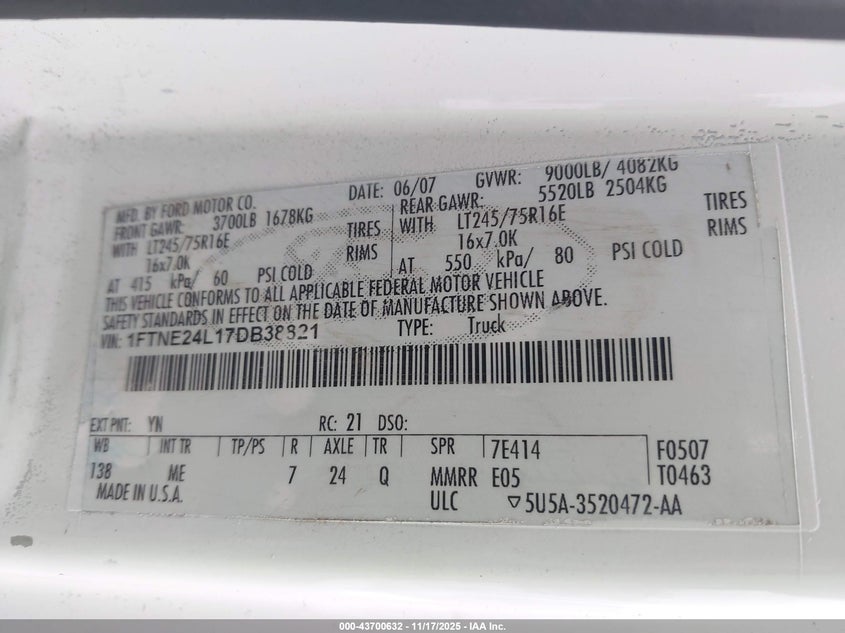 MFD. BY FORD MOTOR CO. DATE: 06/07 GVWR: 9000LB/ 4082KG
FRONT GAWR: 3700LB 1678KG REAR GAWR: 5520LB 2504KG
WITH LT245/75R16E TIRES WITH LT245/75R16E TIRES
16x7.0K RIMS 16x7.0K RIMS
AT 415 kPa/ 60 PSI COLD AT 550 kPa/ 80 PSI COLD
THIS VEHICLE CONFORMS TO ALL APPLICABLE FEDERAL MOTOR VEHICLE
SAFETY STANDARDS IN EFFECT ON THE DATE OF MANUFACTURE SHOWN ABOVE.
VIN: 1FTNE24L17DB38821 TYPE: Truck
EXT PNT: YN RC: 21 DSO:
WB INT TR TP/PS R AXLE TR SPR 7E414 F0507
138 ME 7 24 Q MMRR E05 T0463
MADE IN U.S.A. ULC ▽5U5A-3520472-AA
000-43700632 - 11/17/2025 - IAA Inc.